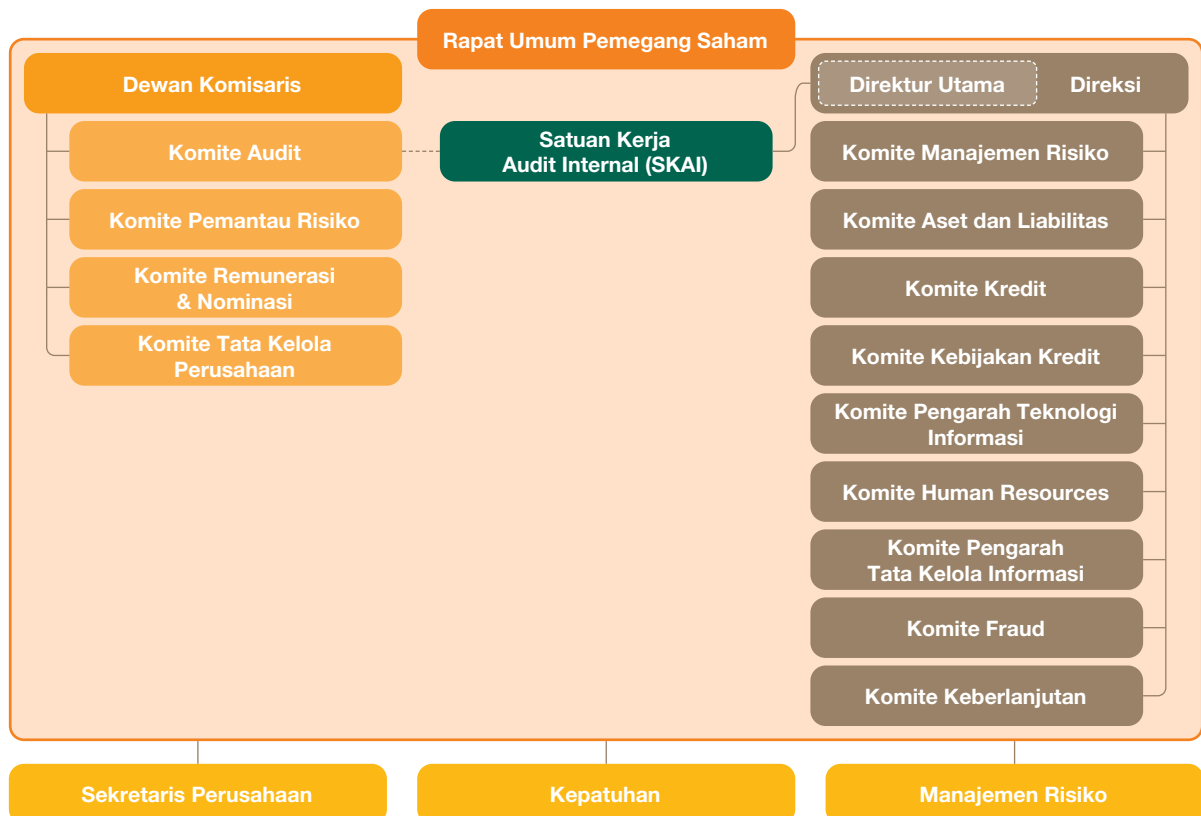 Rapat Umum Pemegang Saham
Dewan Komisaris
Komite Audit
Komite Pemantau Risiko
Komite Remunerasi
& Nominasi
Komite Tata Kelola
Perusahaan
Satuan Kerja
Audit Internal (SKAI)
Direktur Utama
Direksi
Komite Manajemen Risiko
Komite Aset dan Liabilitas
Komite Kredit
Komite Kebijakan Kredit
Komite Pengarah Teknologi
Informasi
Komite Human Resources
Komite Pengarah
Tata Kelola Informasi
Komite Fraud
Komite Keberlanjutan
Sekretaris Perusahaan
Kepatuhan
Manajemen Risiko